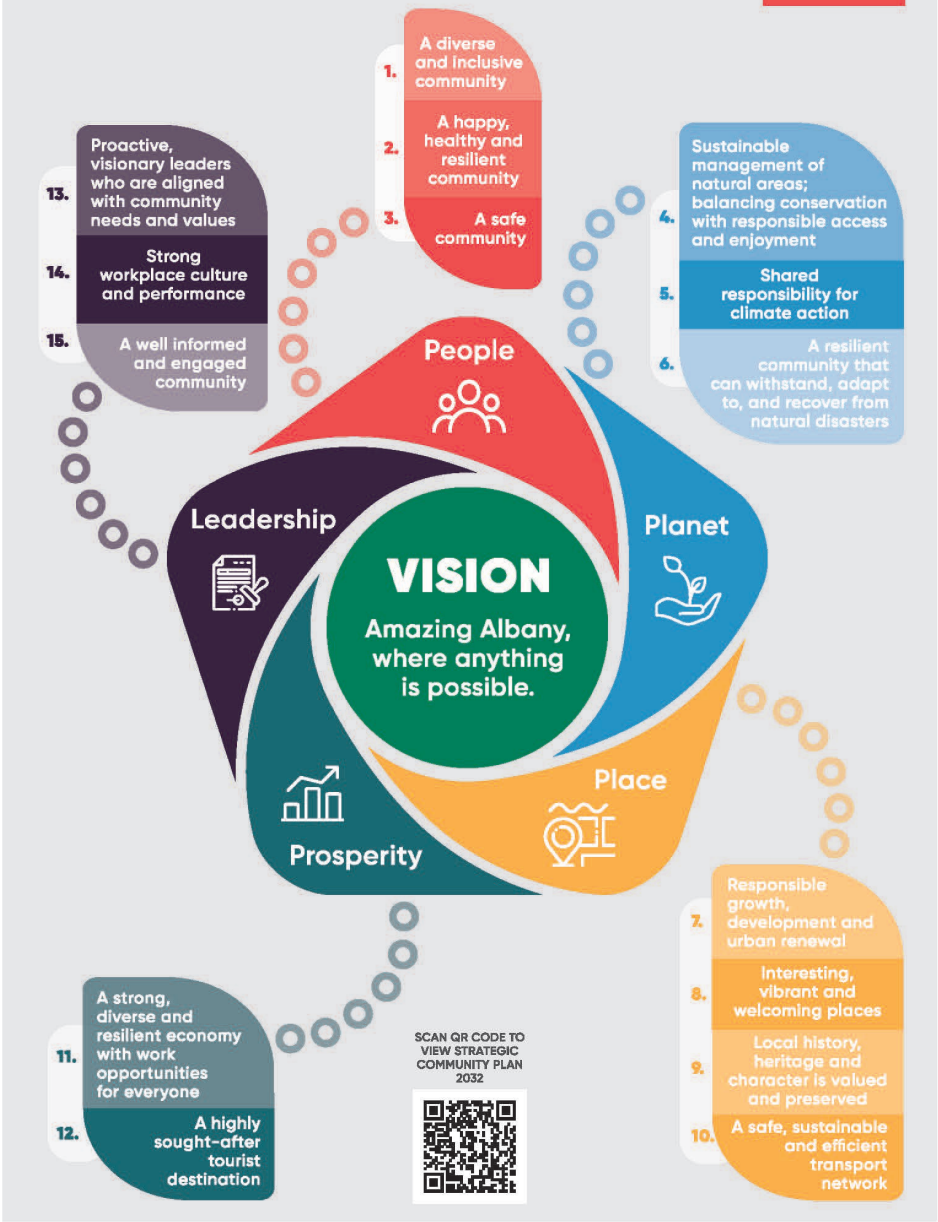 1.
A diverse
and inclusive
community
2.
A happy,
healthy and
resilient
community
3.
A safe
community
13.
Proactive,
visionary leaders
who are aligned
with community
needs and values
14.
Strong
workplace culture
and performance
15.
A well informed
and engaged
community
4.
Sustainable
management of
natural areas;
balancing conservation
with responsible access
and enjoyment
5.
Shared
responsibility for
climate action
6.
A resilient
community that
can withstand, adapt
to, and recover from
natural disasters
People
Leadership
Planet
VISION
Amazing Albany,
where anything
is possible.
Place
Prosperity
7.
Responsible
growth,
development and
urban renewal
8.
Interesting,
vibrant and
welcoming places
9.
Local history,
heritage and
character is valued
and preserved
10.
A safe, sustainable
and efficient
transport
network
11.
A strong,
diverse and
resilient economy
with work
opportunities
for everyone
12.
A highly
sought-after
tourist
destination
SCAN QR CODE TO
VIEW STRATEGIC
COMMUNITY PLAN
2032